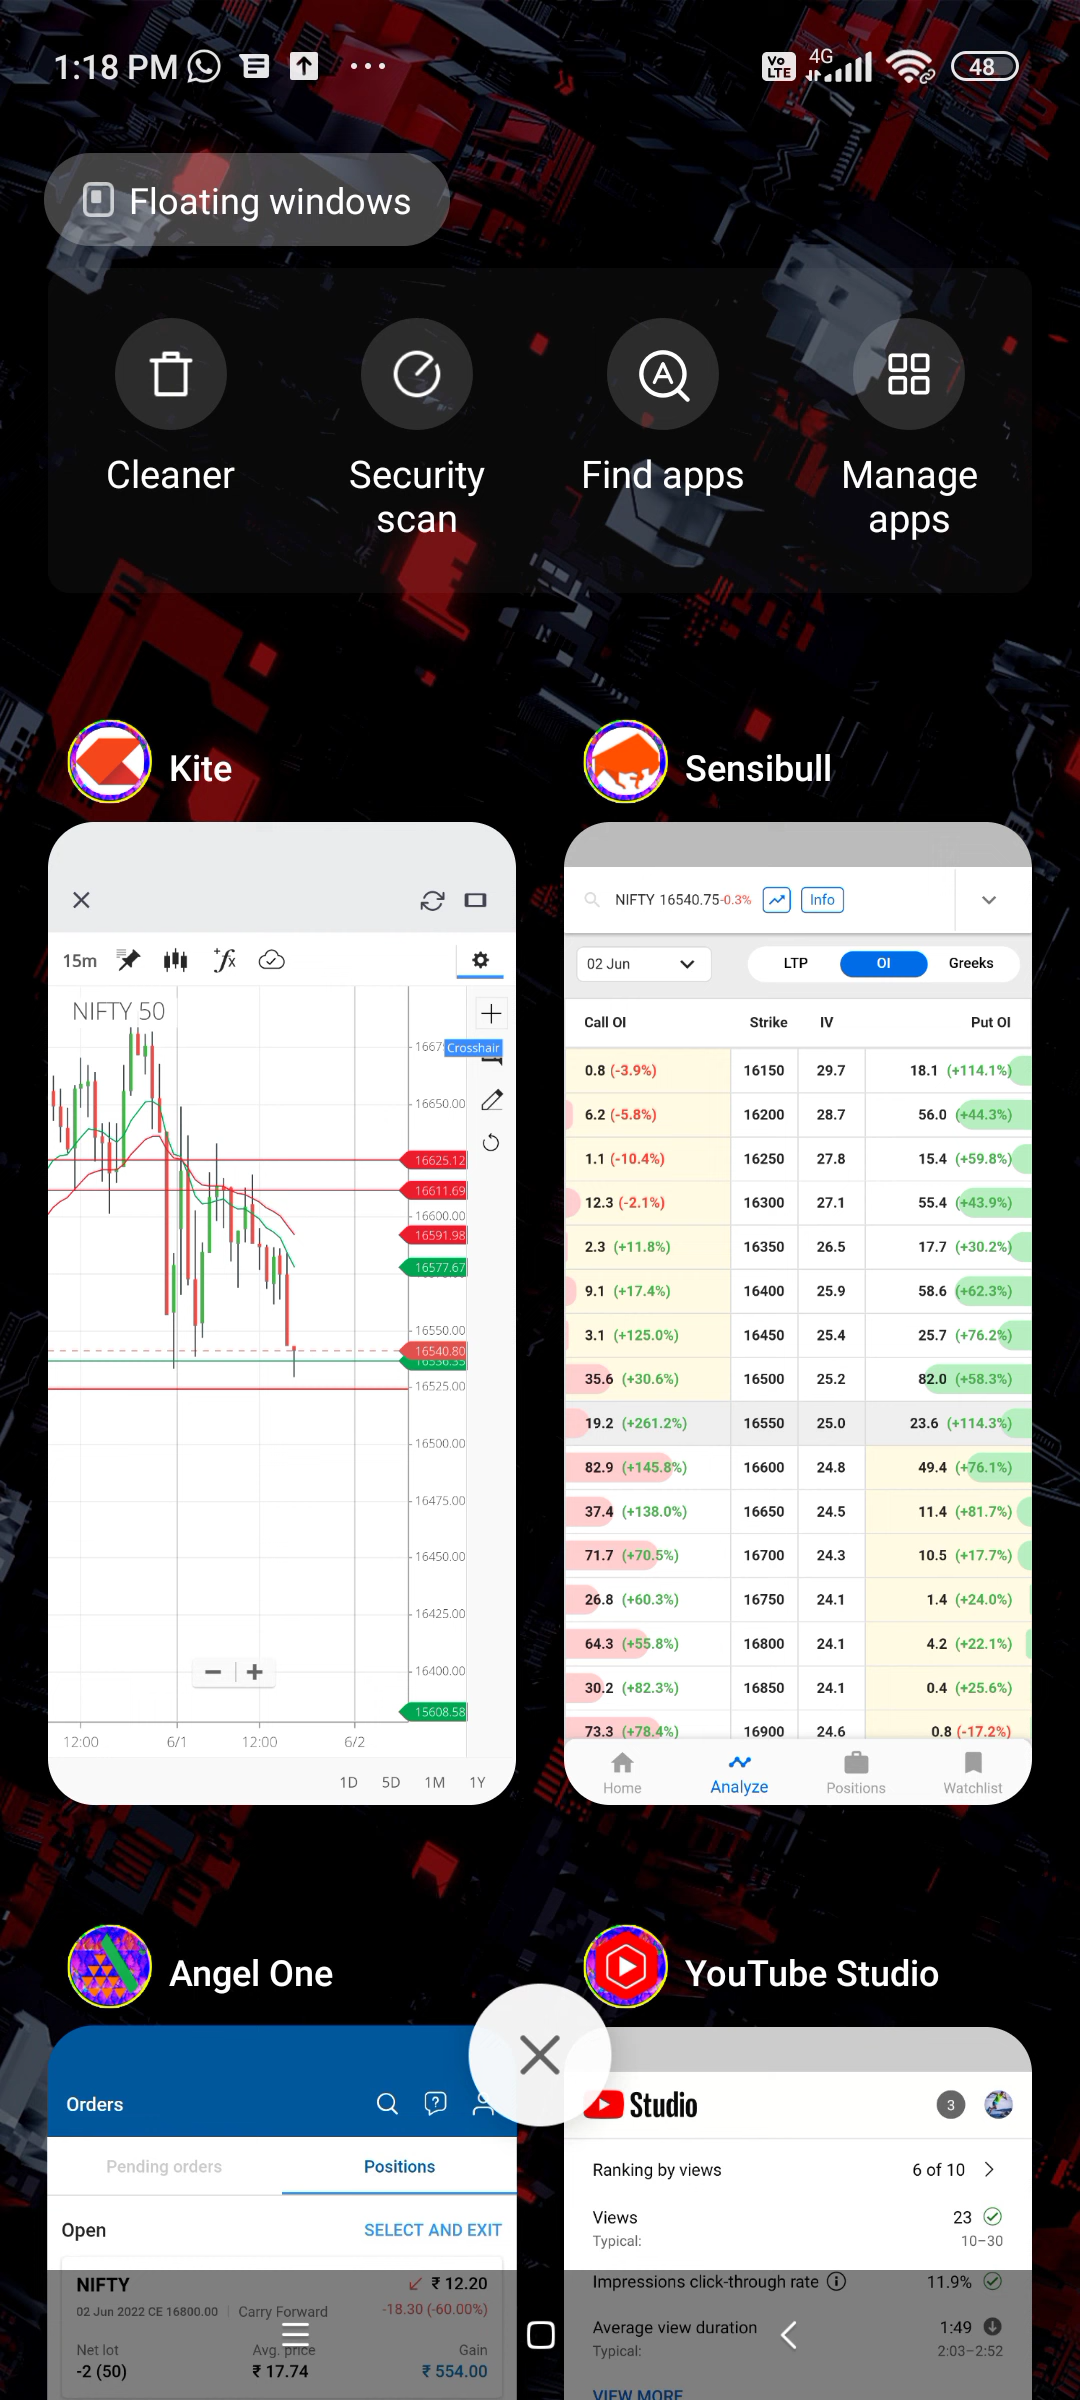 1:18 PM
Vo LTE 4G 48
Floating windows
Cleaner
Security scan
Find apps
Manage apps
Kite
15m
NIFTY 50
Crosshair
16650.00
16625.12
16611.69
16600.00
16591.98
16577.67
16550.00
16540.80
16525.00
16500.00
16475.00
16450.00
16425.00
16400.00
15608.58
12:00 6/1 12:00 6/2
1D 5D 1M 1Y
Sensibull
NIFTY 16540.75 -0.3% Info
02 Jun LTP OI Greeks
Call OI Strike IV Put OI
0.8 (-3.9%) 16150 29.7 18.1 (+114.1%)
6.2 (-5.8%) 16200 28.7 56.0 (+44.3%)
1.1 (-10.4%) 16250 27.8 15.4 (+59.8%)
12.3 (-2.1%) 16300 27.1 55.4 (+43.9%)
2.3 (+11.8%) 16350 26.5 17.7 (+30.2%)
9.1 (+17.4%) 16400 25.9 58.6 (+62.3%)
3.1 (+125.0%) 16450 25.4 25.7 (+76.2%)
35.6 (+30.6%) 16500 25.2 82.0 (+58.3%)
19.2 (+261.2%) 16550 25.0 23.6 (+114.3%)
82.9 (+145.8%) 16600 24.8 49.4 (+76.1%)
37.4 (+138.0%) 16650 24.5 11.4 (+81.7%)
71.7 (+70.5%) 16700 24.3 10.5 (+17.7%)
26.8 (+60.3%) 16750 24.1 1.4 (+24.0%)
64.3 (+55.8%) 16800 24.1 4.2 (+22.1%)
30.2 (+82.3%) 16850 24.1 0.4 (+25.6%)
73.3 (+78.4%) 16900 24.6 0.8 (-17.2%)
Home Analyze Positions Watchlist
Angel One
Orders
Pending orders Positions
Open SELECT AND EXIT
NIFTY ₹ 12.20
02 Jun 2022 CE 16800.00 Carry Forward -18.30 (-60.00%)
Net lot Avg. price Gain
-2 (50) ₹ 17.74 ₹ 554.00
YouTube Studio
Studio 3
Ranking by views 6 of 10
Views 23
Typical: 10–30
Impressions click-through rate 11.9%
Average view duration 1:49
Typical: 2:03–2:52
VIEW MORE